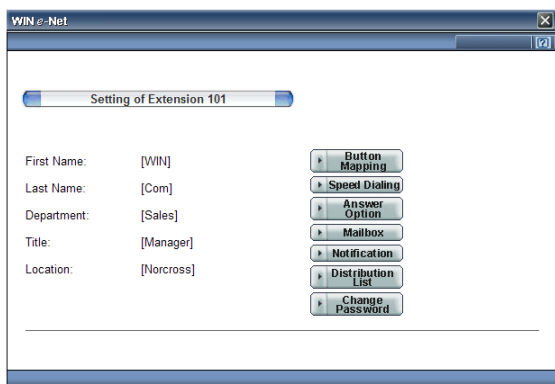 WIN e-Net
[?]
Setting of Extension 101
First Name: [WIN]
Last Name: [Com]
Department: [Sales]
Title: [Manager]
Location: [Norcross]
Button
Mapping
Speed Dialing
Answer
Option
Mailbox
Notification
Distribution
List
Change
Password